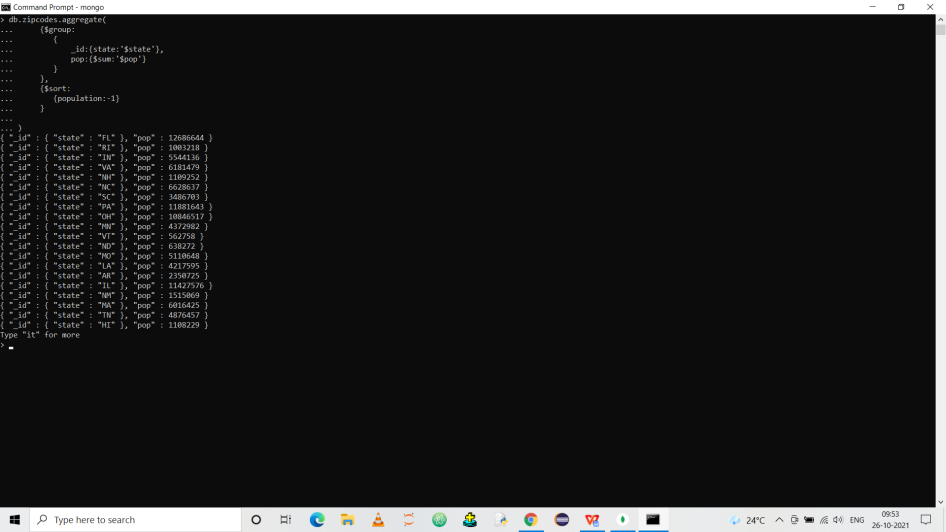 Command Prompt - mongo
> db.zipcodes.aggregate(
... {$group:
... {
... _id:{state:'$state'},
... pop:{$sum:'$pop'}
... }
... },
... {$sort:
... {population:-1}
... }
...
... )
{ "_id" : { "state" : "FL" }, "pop" : 12686644 }
{ "_id" : { "state" : "RI" }, "pop" : 1003218 }
{ "_id" : { "state" : "IN" }, "pop" : 5544136 }
{ "_id" : { "state" : "VA" }, "pop" : 6181479 }
{ "_id" : { "state" : "NH" }, "pop" : 1109252 }
{ "_id" : { "state" : "NC" }, "pop" : 6628637 }
{ "_id" : { "state" : "SC" }, "pop" : 3486703 }
{ "_id" : { "state" : "PA" }, "pop" : 11881643 }
{ "_id" : { "state" : "OH" }, "pop" : 10846517 }
{ "_id" : { "state" : "MN" }, "pop" : 4372982 }
{ "_id" : { "state" : "VT" }, "pop" : 562758 }
{ "_id" : { "state" : "ND" }, "pop" : 638272 }
{ "_id" : { "state" : "MO" }, "pop" : 5110648 }
{ "_id" : { "state" : "LA" }, "pop" : 4217595 }
{ "_id" : { "state" : "AR" }, "pop" : 2350725 }
{ "_id" : { "state" : "IL" }, "pop" : 11427576 }
{ "_id" : { "state" : "NM" }, "pop" : 1515069 }
{ "_id" : { "state" : "MA" }, "pop" : 6016425 }
{ "_id" : { "state" : "TN" }, "pop" : 4876457 }
{ "_id" : { "state" : "HI" }, "pop" : 1108229 }
Type "it" for more
>
Type here to search
24°C
ENG
09:53
26-10-2021